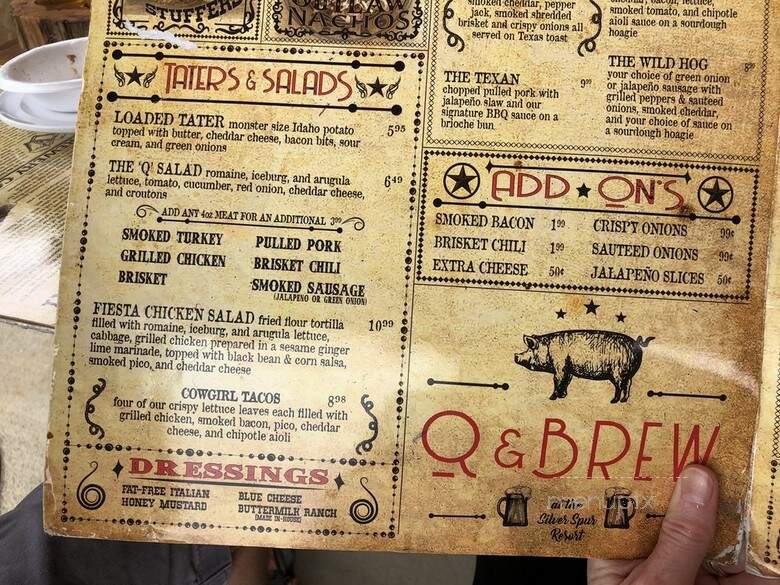 STUFFERS
OUTLAW
NACHOS
TATERS & SALADS
LOADED TATER monster size Idaho potato 5.95
topped with butter, cheddar cheese, bacon bits, sour
cream, and green onions
THE 'Q' SALAD romaine, iceburg, and arugula 6.49
lettuce, tomato, cucumber, red onion, cheddar cheese,
and croutons
ADD ANY 4oz MEAT FOR AN ADDITIONAL 3.99
SMOKED TURKEY
GRILLED CHICKEN
BRISKET
PULLED PORK
BRISKET CHILI
SMOKED SAUSAGE
(JALAPENO OR GREEN ONION)
FIESTA CHICKEN SALAD fried flour tortilla 10.99
filled with romaine, iceburg, and arugula lettuce,
cabbage, grilled chicken prepared in a sesame ginger
lime marinade, topped with black bean & corn salsa,
smoked pico, and cheddar cheese
COWGIRL TACOS 8.98
four of our crispy lettuce leaves each filled with
grilled chicken, smoked bacon, pico, cheddar
cheese, and chipotle aioli
DRESSINGS
FAT-FREE ITALIAN
HONEY MUSTARD
BLUE CHEESE
BUTTERMILK RANCH
(MADE IN-HOUSE)
smoked cheddar, pepper
jack, smoked shredded
brisket and crispy onions all
served on Texas toast
THE TEXAN
chopped pulled pork with
jalapeño slaw and our
signature BBQ sauce on a
brioche bun
bacon, lettuce,
smoked tomato, and chipotle
aioli sauce on a sourdough
hoagie
THE WILD HOG
your choice of green onion
or jalapeño sausage with
grilled peppers & sauteed
onions, smoked cheddar,
and your choice of sauce on
a sourdough hoagie
ADD ON'S
SMOKED BACON 1.99
BRISKET CHILI 1.99
EXTRA CHEESE 50¢
CRISPY ONIONS 99¢
SAUTEED ONIONS 99¢
JALAPEÑO SLICES 50¢
Q & BREW
menupix
at the
Silver Spur
Resort